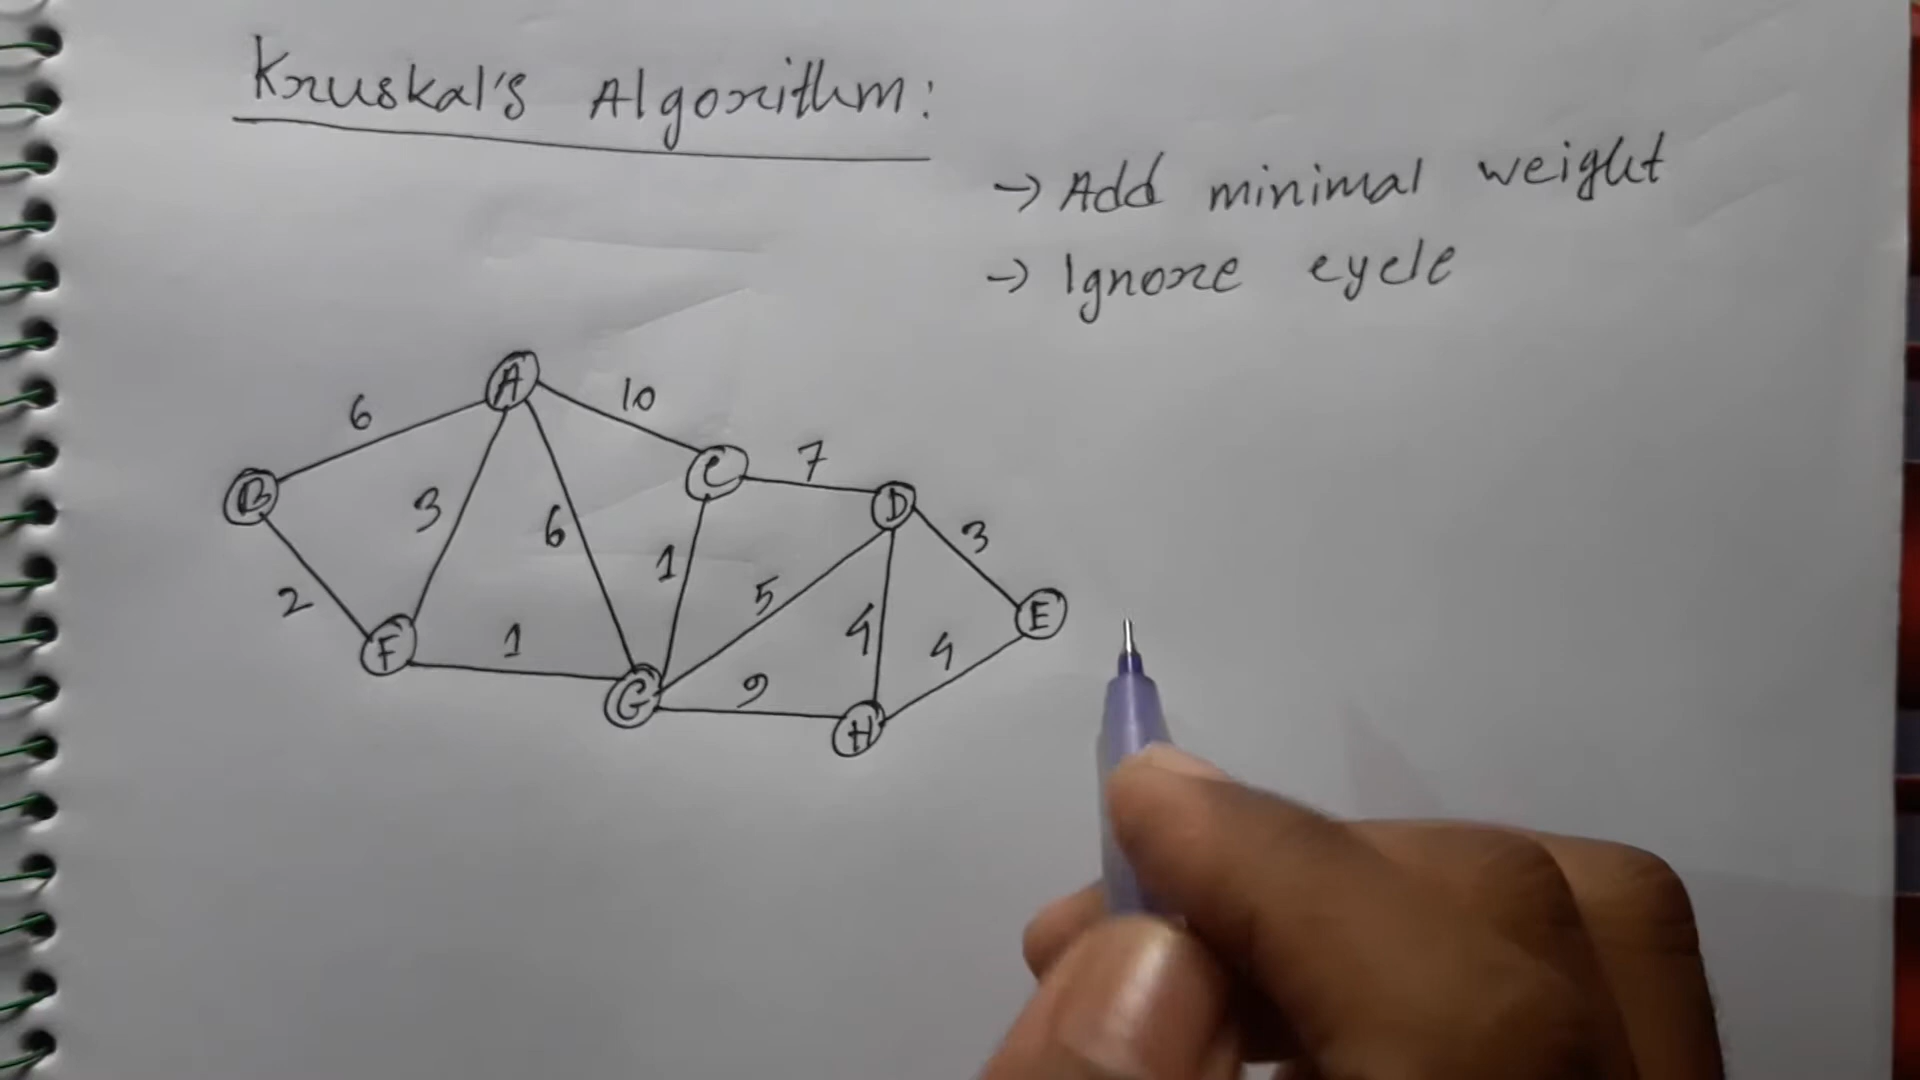 Kruskal's Algorithm:
→ Add minimal weight
→ Ignore cycle
A
10
6
C
7
B
D
3
6
3
1
5
E
2
4
4
F
1
9
G
H